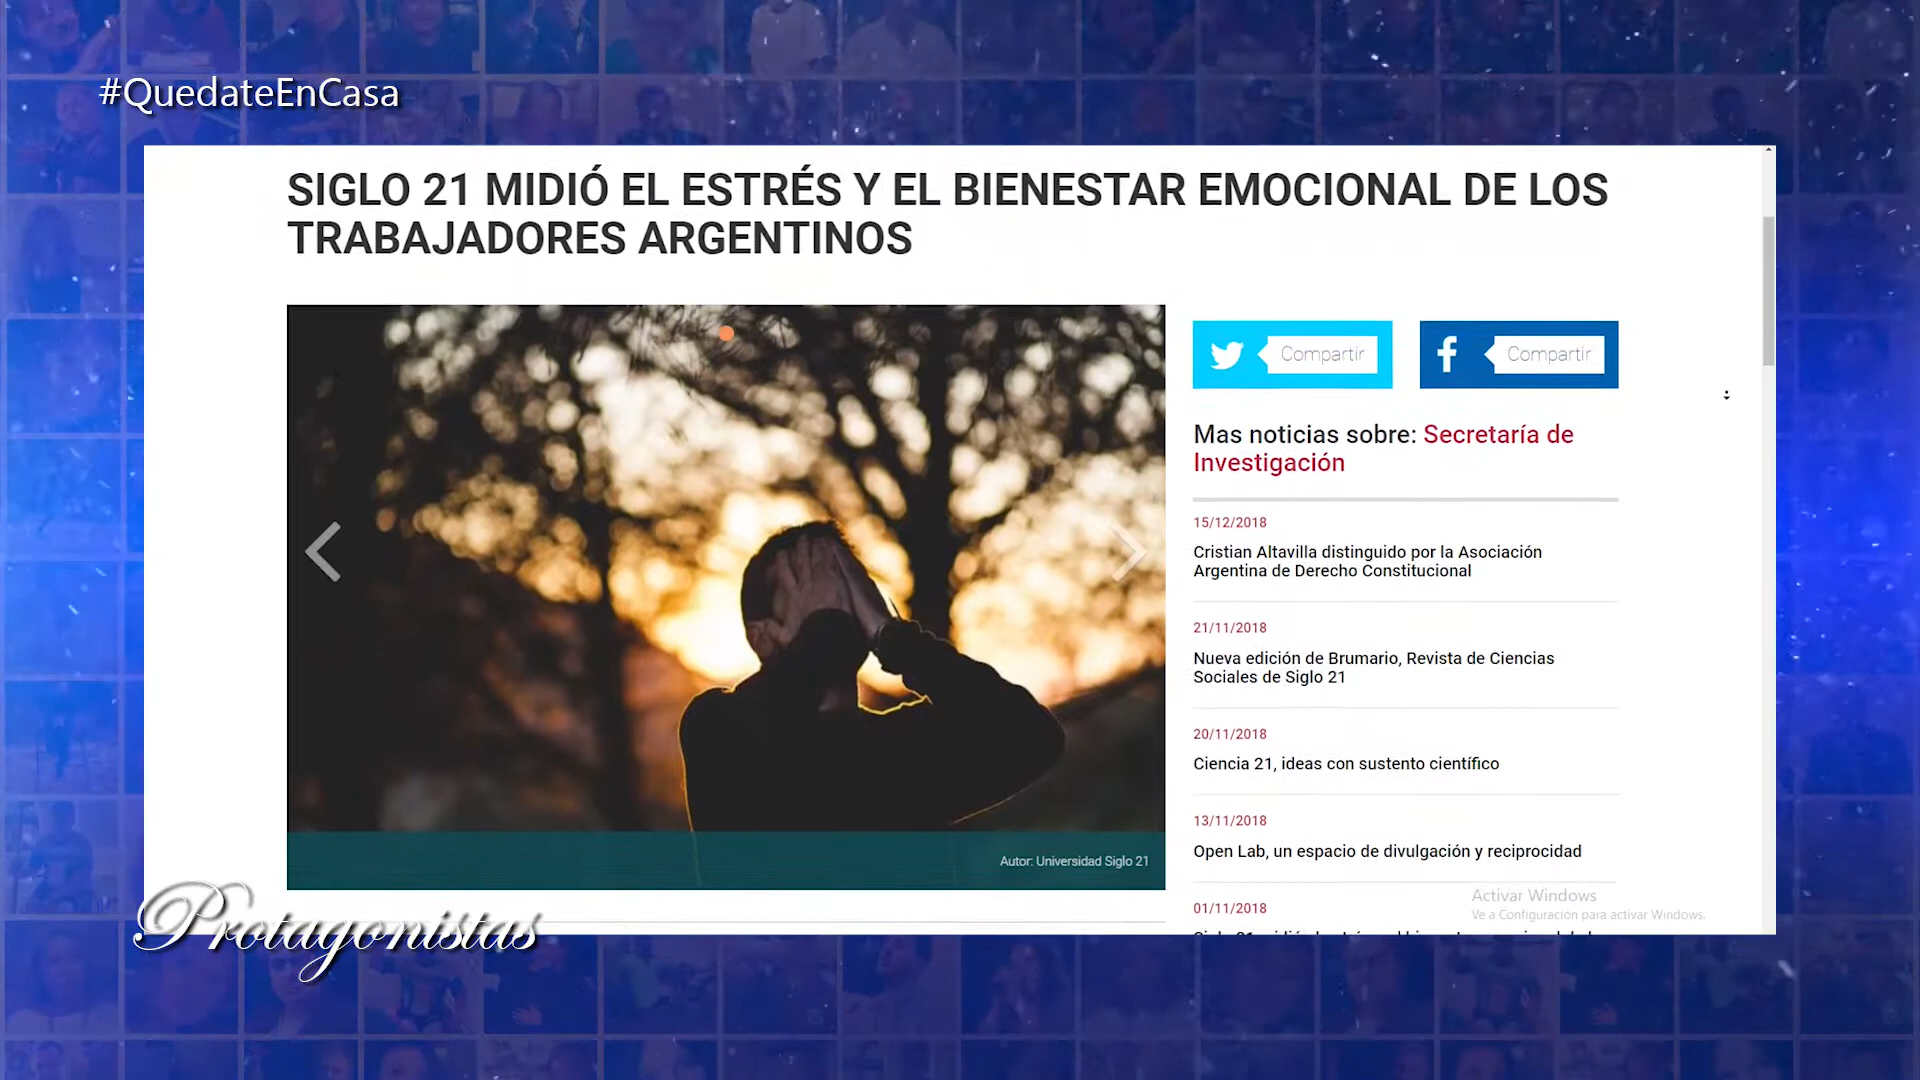 #QuedateEnCasa
SIGLO 21 MIDIÓ EL ESTRÉS Y EL BIENESTAR EMOCIONAL DE LOS
TRABAJADORES ARGENTINOS
Compartir
Compartir
Mas noticias sobre: Secretaría de
Investigación
15/12/2018
Cristian Altavilla distinguido por la Asociación
Argentina de Derecho Constitucional
21/11/2018
Nueva edición de Brumario, Revista de Ciencias
Sociales de Siglo 21
20/11/2018
Ciencia 21, ideas con sustento científico
13/11/2018
Open Lab, un espacio de divulgación y reciprocidad
01/11/2018
Autor: Universidad Siglo 21
Activar Windows
Ve a Configuración para activar Windows.
Protagonistas